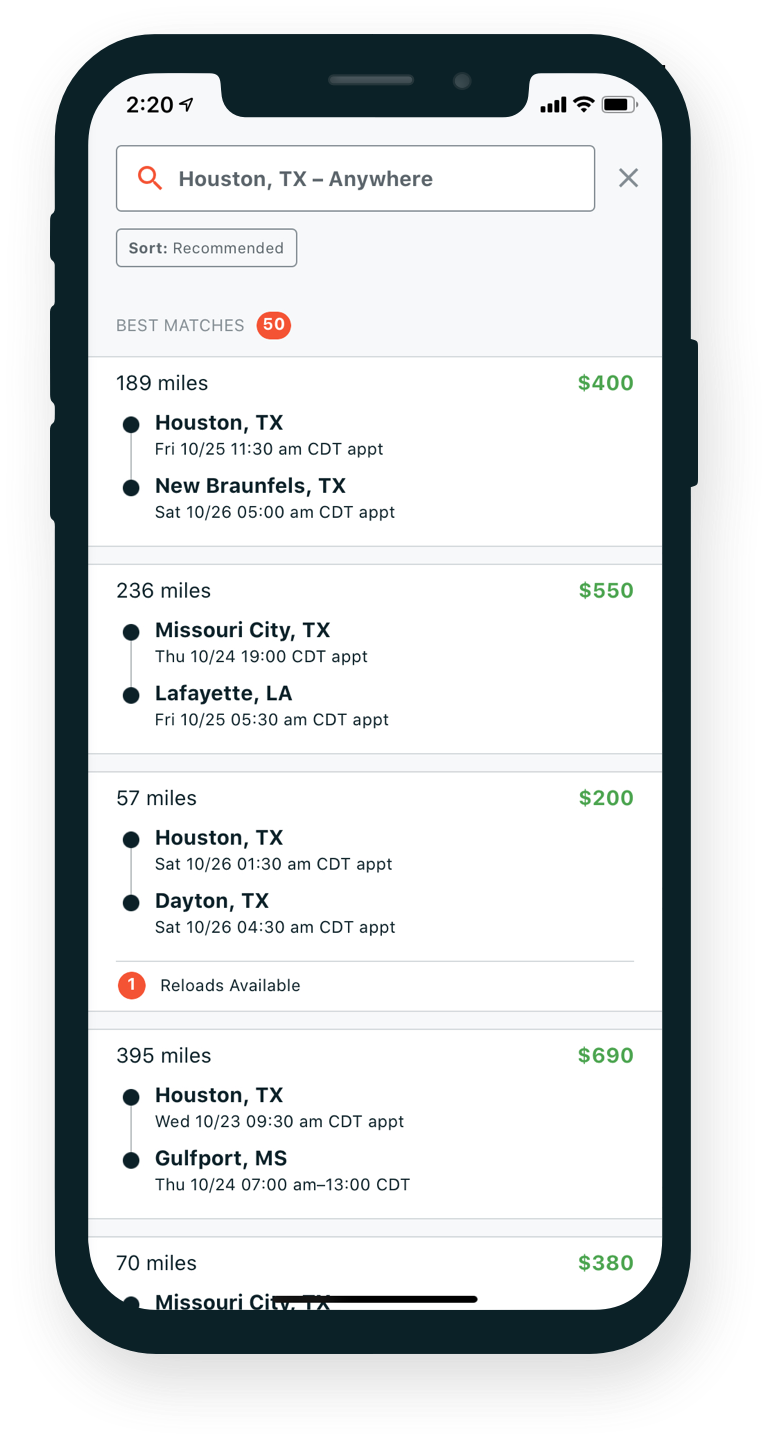 2:20
Houston, TX – Anywhere
Sort: Recommended
BEST MATCHES 50
189 miles $400
Houston, TX
Fri 10/25 11:30 am CDT appt
New Braunfels, TX
Sat 10/26 05:00 am CDT appt
236 miles $550
Missouri City, TX
Thu 10/24 19:00 CDT appt
Lafayette, LA
Fri 10/25 05:30 am CDT appt
57 miles $200
Houston, TX
Sat 10/26 01:30 am CDT appt
Dayton, TX
Sat 10/26 04:30 am CDT appt
1 Reloads Available
395 miles $690
Houston, TX
Wed 10/23 09:30 am CDT appt
Gulfport, MS
Thu 10/24 07:00 am–13:00 CDT
70 miles $380
Missouri City, TX